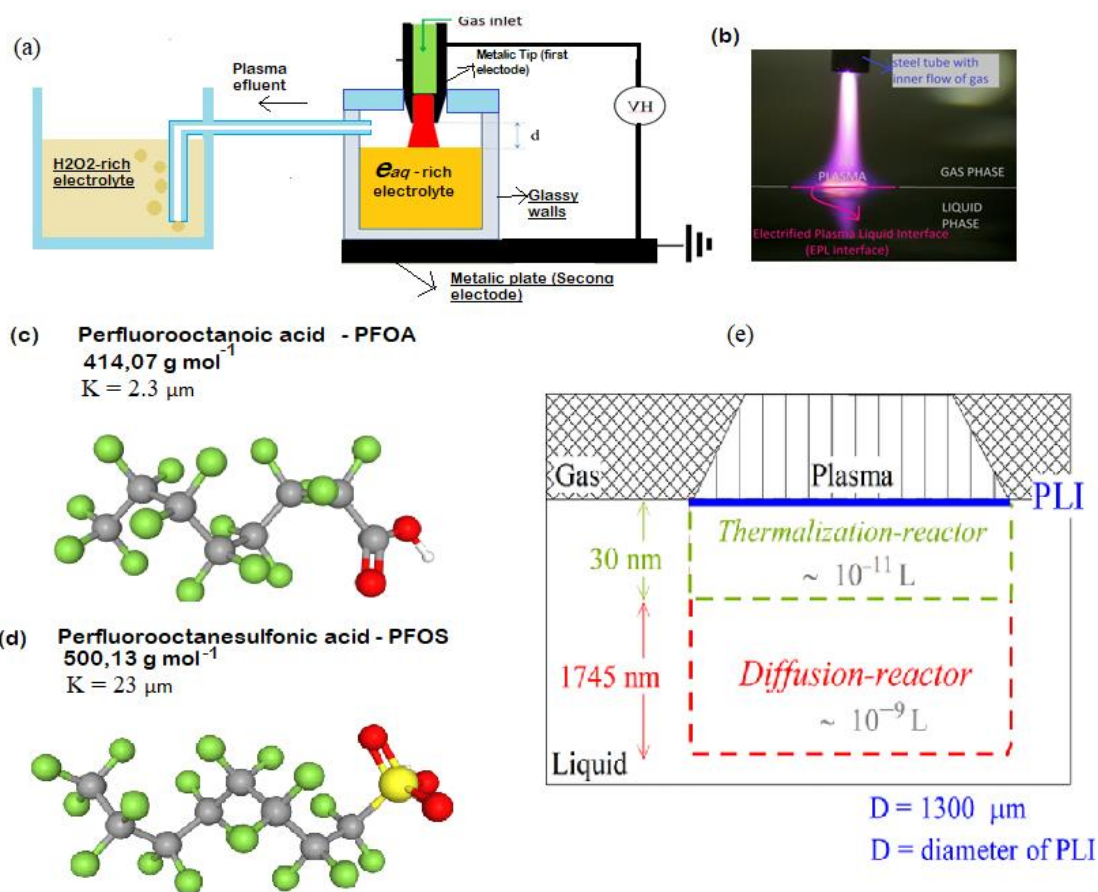 (a)
Gas inlet
Metalic Tip (first
electode)
Plasma
efluent
VH
d
H2O2-rich
electrolyte
eaq - rich
electrolyte
Glassy
walls
Metalic plate (Second
electode)
(b)
steel tube with
inner flow of gas
PLASMA
GAS PHASE
LIQUID
PHASE
Electrified Plasma Liquid Interface
(EPL interface)
(c) Perfluorooctanoic acid - PFOA
414,07 g mol-1
K = 2.3 µm
(d) Perfluorooctanesulfonic acid - PFOS
500,13 g mol-1
K = 23 µm
(e)
Gas
Plasma
PLI
Thermalization-reactor
~ 10−11 L
30 nm
1745 nm
Diffusion-reactor
~ 10−9 L
Liquid
D = 1300 µm
D = diameter of PLI